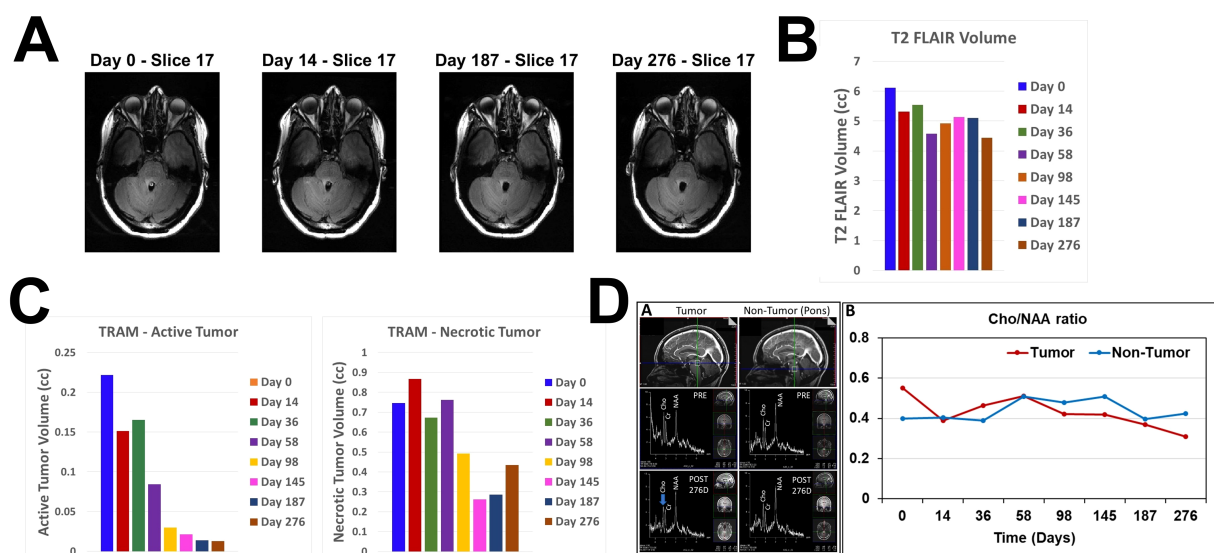 A
Day 0 - Slice 17
Day 14 - Slice 17
Day 187 - Slice 17
Day 276 - Slice 17
B
T2 FLAIR Volume
T2 FLAIR Volume (cc)
7
6
5
4
3
2
1
0
Day 0
Day 14
Day 36
Day 58
Day 98
Day 145
Day 187
Day 276
C
TRAM - Active Tumor
Active Tumor Volume (cc)
0.25
0.2
0.15
0.1
0.05
0
Day 0
Day 14
Day 36
Day 58
Day 98
Day 145
Day 187
Day 276
TRAM - Necrotic Tumor
Necrotic Tumor Volume (cc)
1
0.9
0.8
0.7
0.6
0.5
0.4
0.3
0.2
0.1
0
Day 0
Day 14
Day 36
Day 58
Day 98
Day 145
Day 187
Day 276
D
A
Tumor
Non-Tumor (Pons)
PRE
Cho
Cr
NAA
PRE
Cho
Cr
NAA
POST
276D
Cho
Cr
NAA
POST
276D
Cho
Cr
NAA
B
Cho/NAA ratio
Tumor
Non-Tumor
0.8
0.6
0.4
0.2
0
0 14 36 58 98 145 187 276
Time (Days)